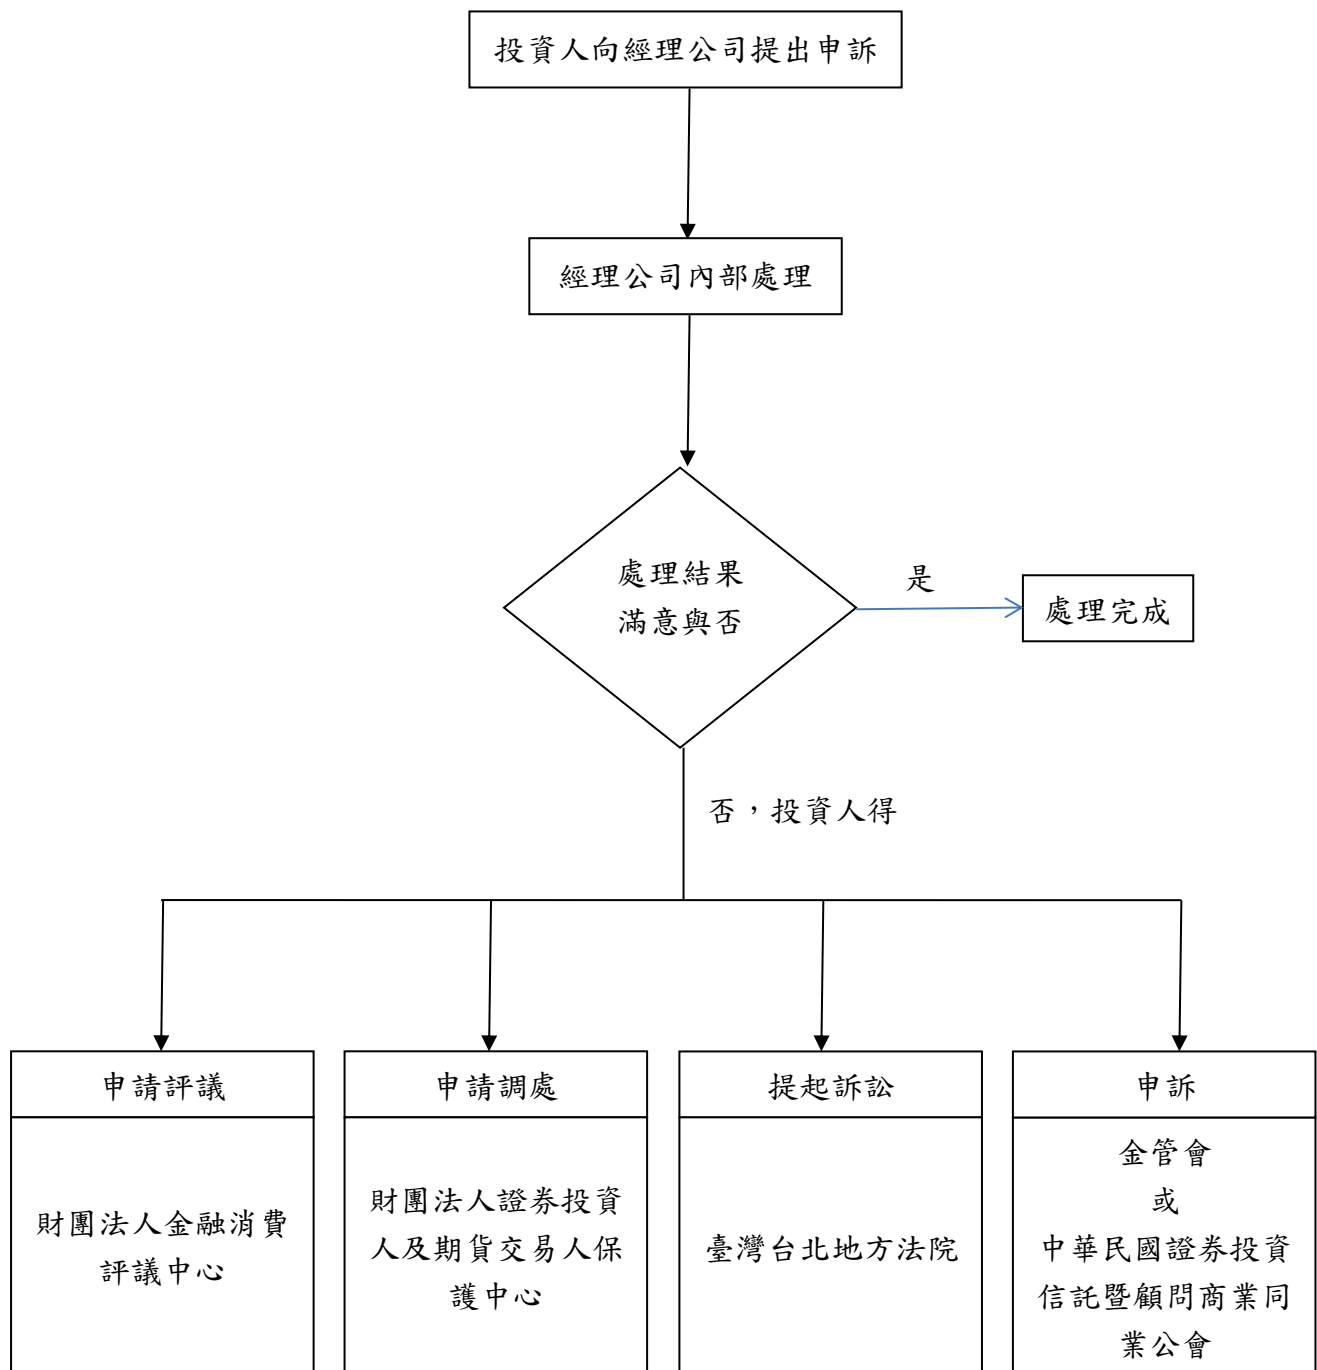 投資人向經理公司提出申訴
經理公司內部處理
處理結果
滿意與否
是
處理完成
否，投資人得
申請評議
財團法人金融消費
評議中心
申請調處
財團法人證券投資
人及期貨交易人保
護中心
提起訴訟
臺灣台北地方法院
申訴
金管會
或
中華民國證券投資
信託暨顧問商業同
業公會